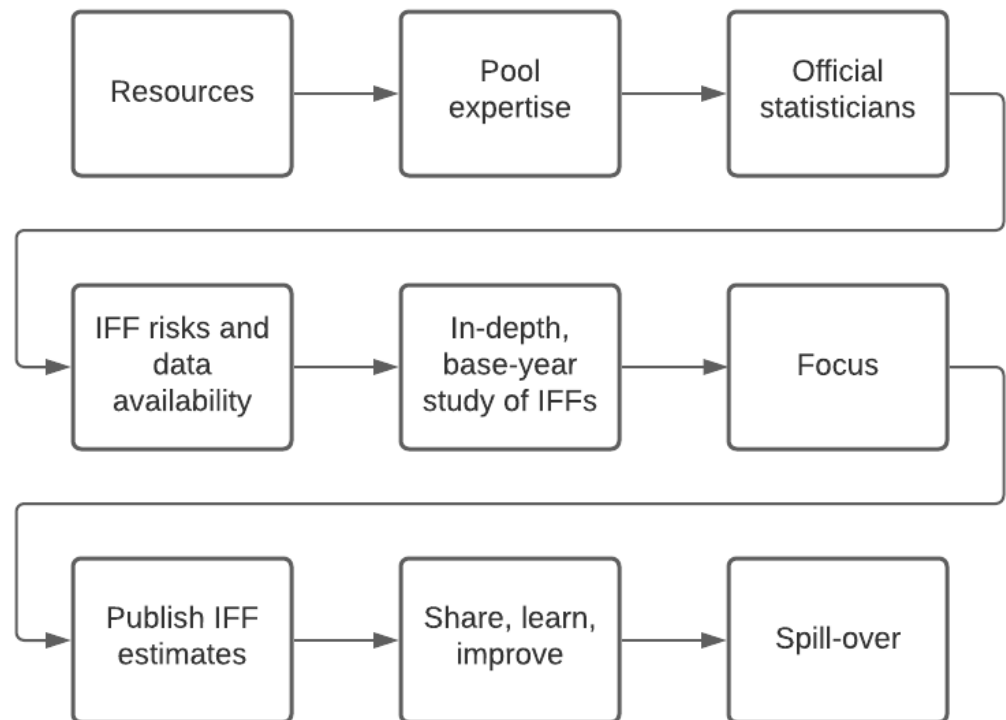 Resources
Pool
expertise
Official
statisticians
IFF risks and
data
availability
In-depth,
base-year
study of IFFs
Focus
Publish IFF
estimates
Share, learn,
improve
Spill-over